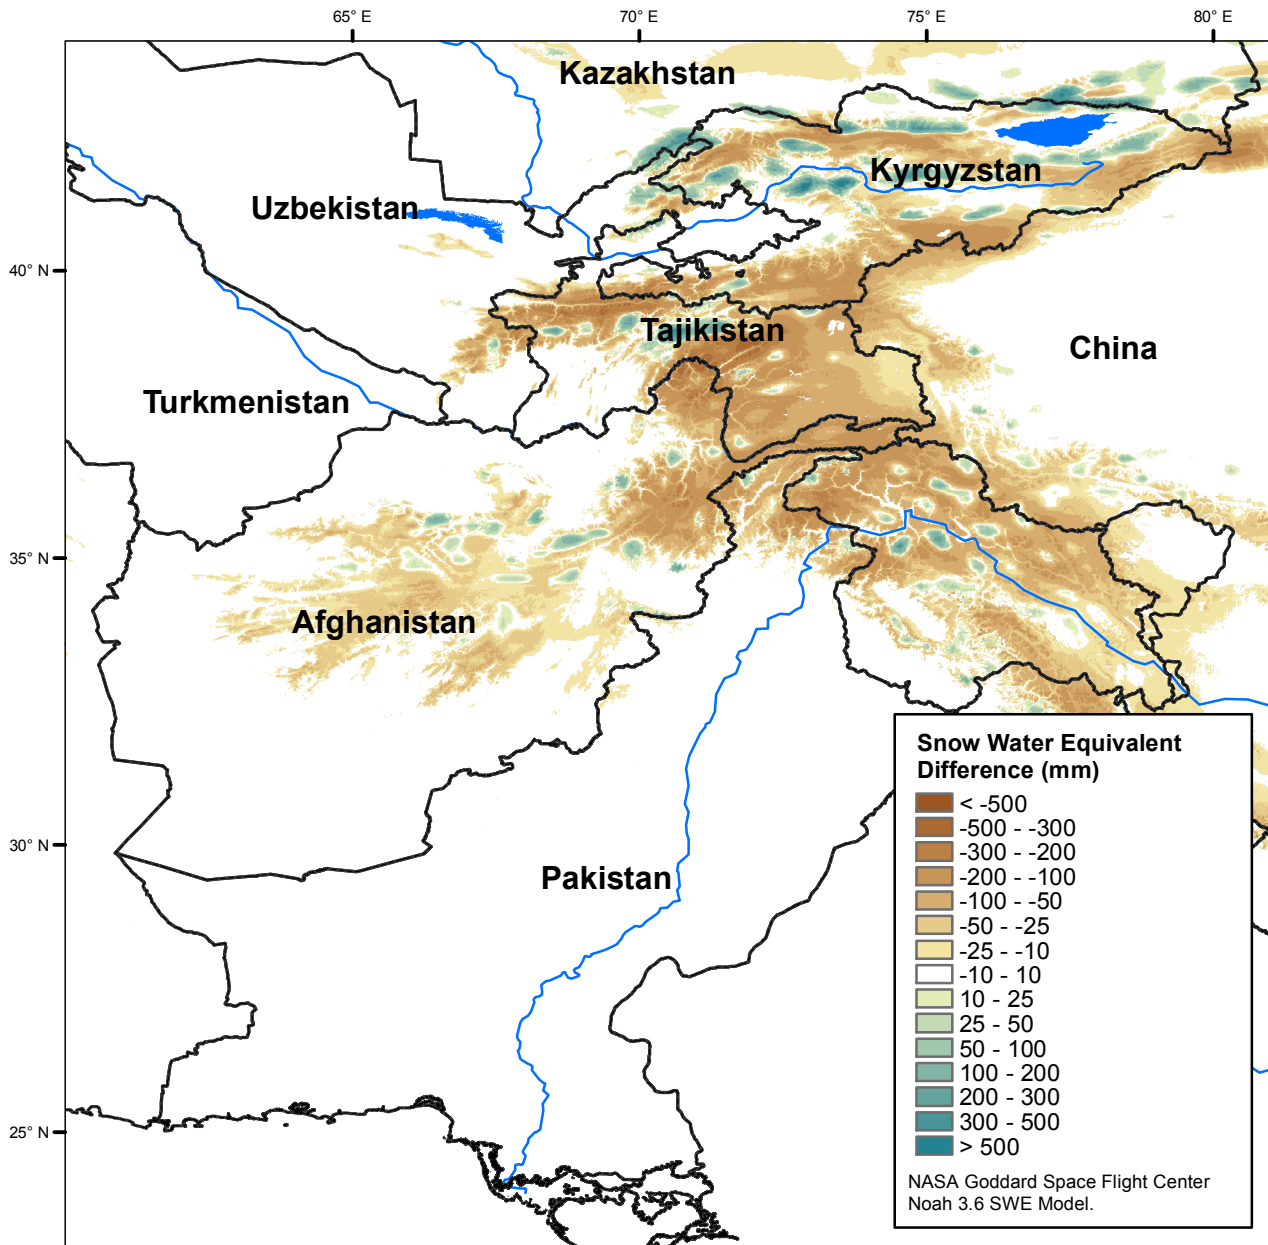 65° E
70° E
75° E
80° E
Kazakhstan
Kyrgyzstan
Uzbekistan
40° N
Tajikistan
China
Turkmenistan
35° N
Afghanistan
30° N
Pakistan
25° N
Snow Water Equivalent
Difference (mm)
< -500
-500 - -300
-300 - -200
-200 - -100
-100 - -50
-50 - -25
-25 - -10
-10 - 10
10 - 25
25 - 50
50 - 100
100 - 200
200 - 300
300 - 500
> 500
NASA Goddard Space Flight Center
Noah 3.6 SWE Model.